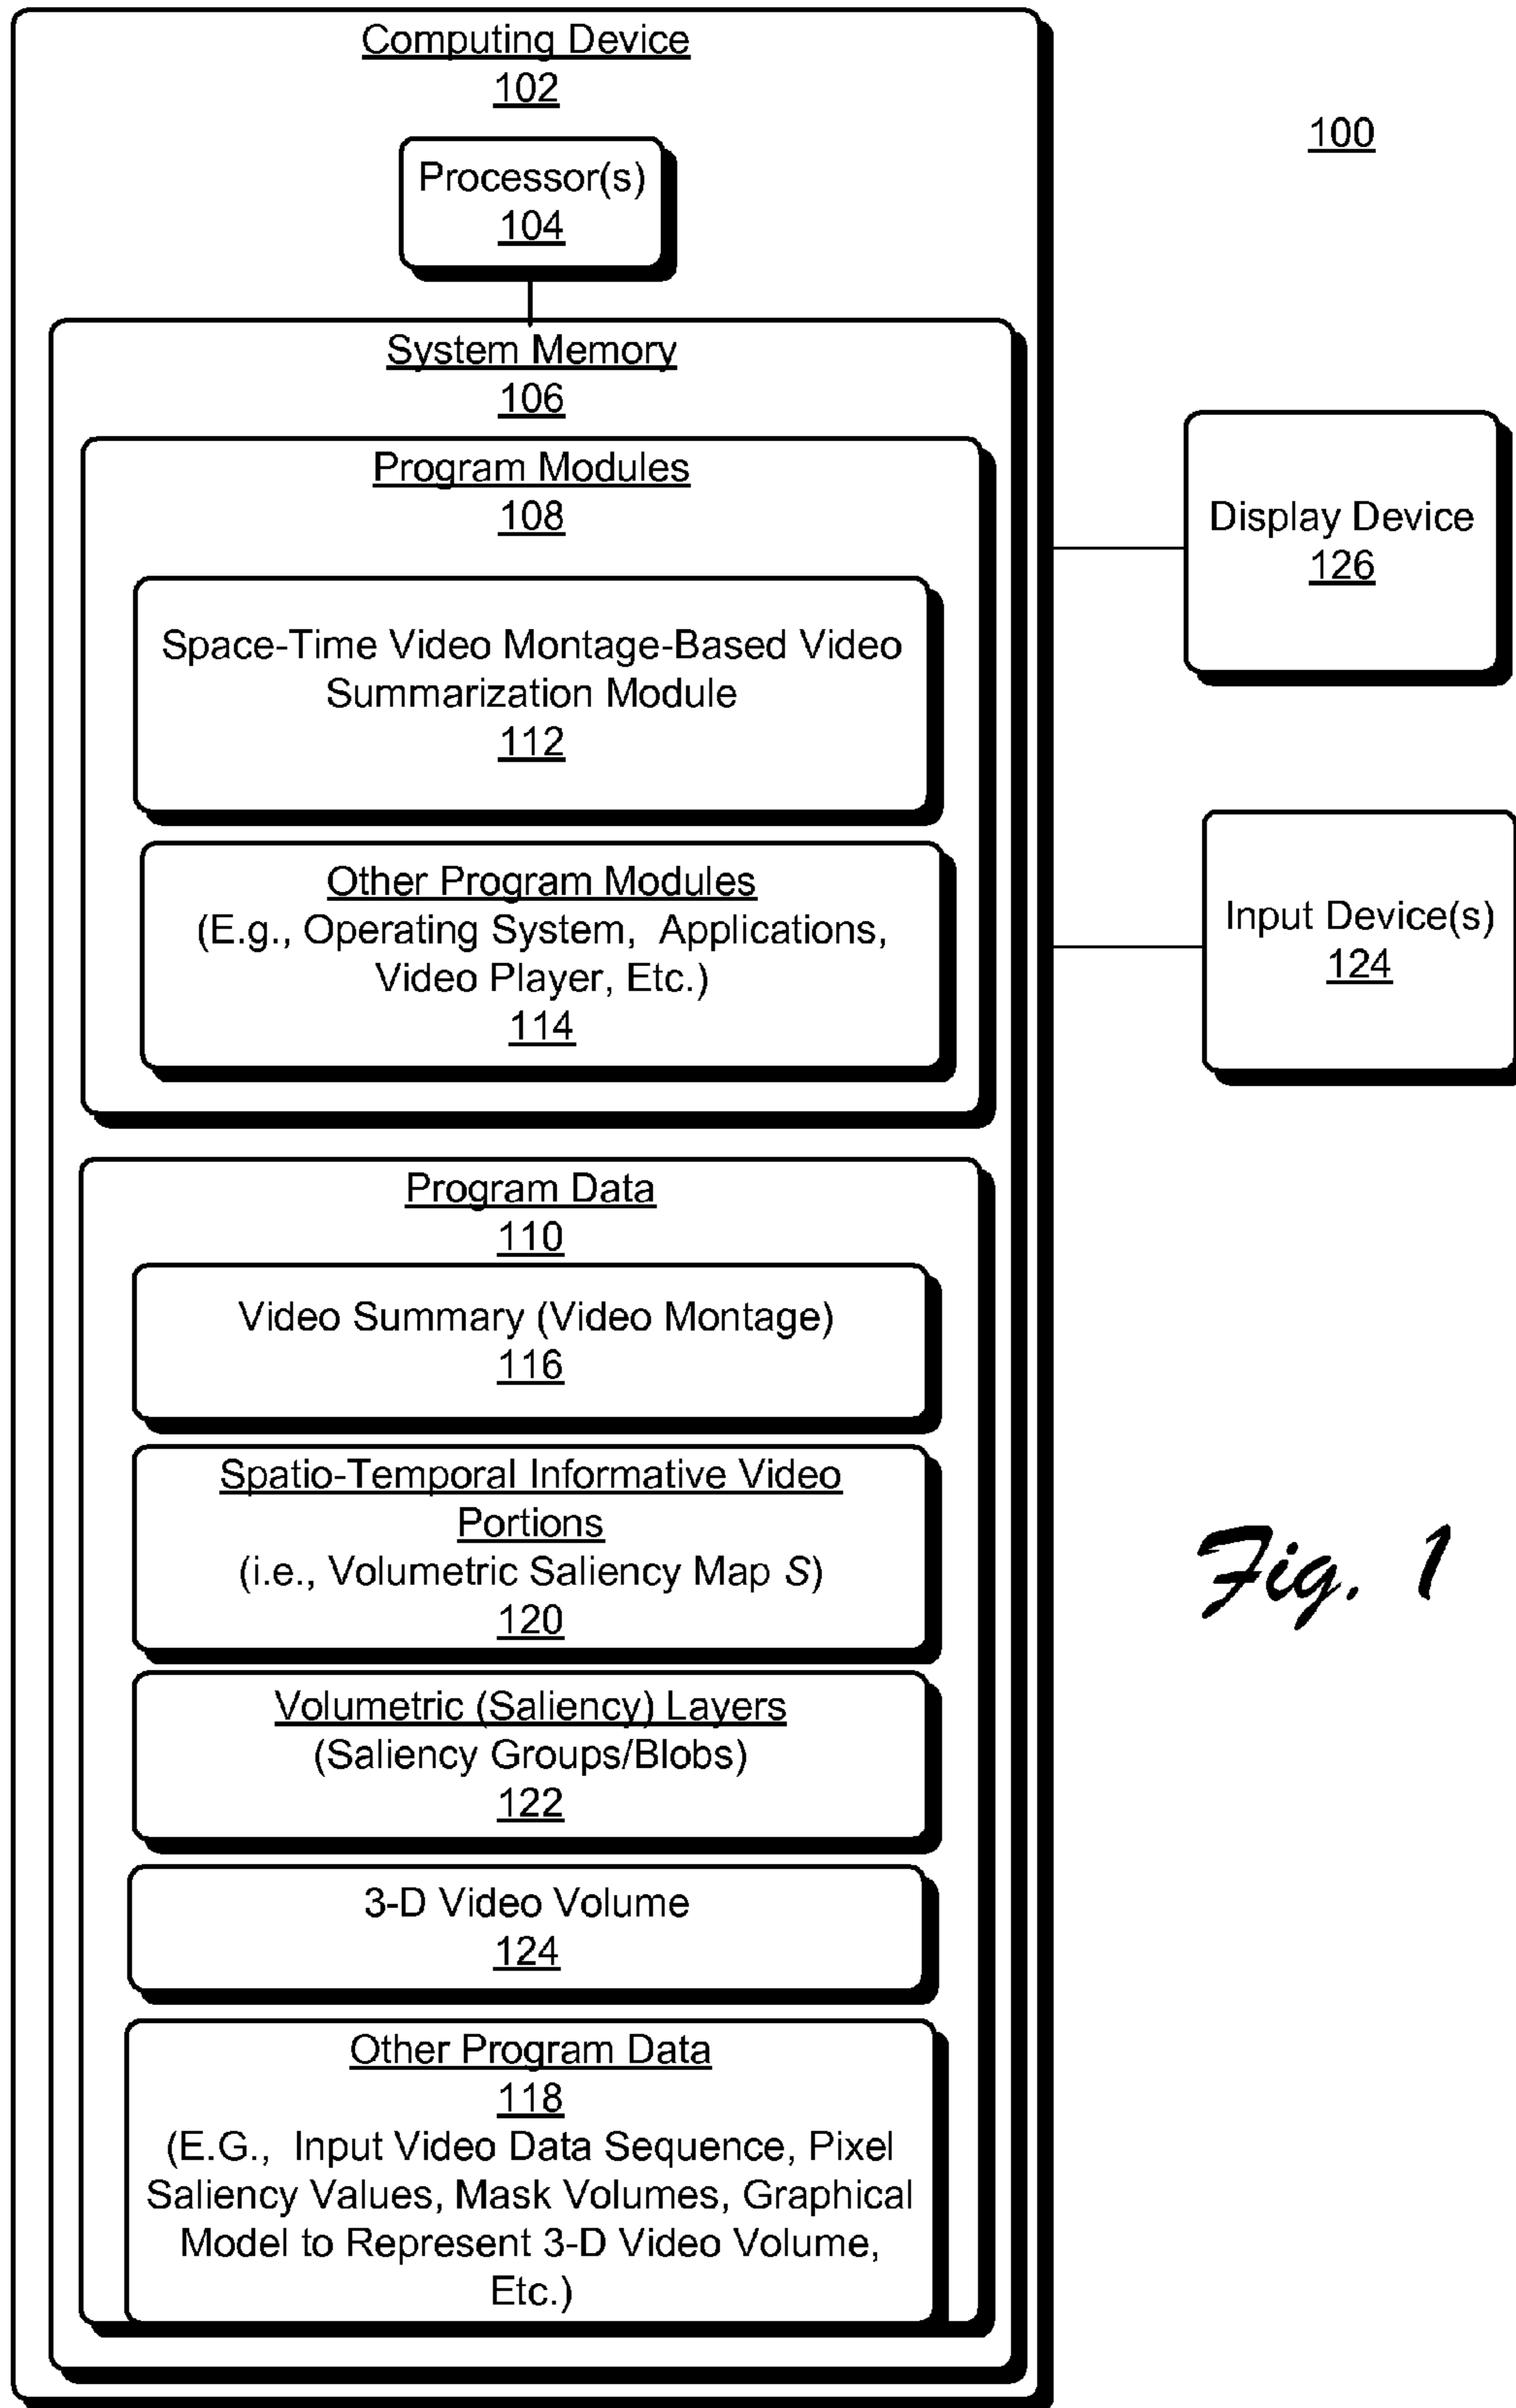 Computing Device
102
100
Processor(s)
104
System Memory
106
Program Modules
108
Space-Time Video Montage-Based Video
Summarization Module
112
Other Program Modules
(E.g., Operating System, Applications,
Video Player, Etc.)
114
Display Device
126
Input Device(s)
124
Program Data
110
Video Summary (Video Montage)
116
Spatio-Temporal Informative Video
Portions
(i.e., Volumetric Saliency Map S)
120
Volumetric (Saliency) Layers
(Saliency Groups/Blobs)
122
3-D Video Volume
124
Other Program Data
118
(E.G., Input Video Data Sequence, Pixel
Saliency Values, Mask Volumes, Graphical
Model to Represent 3-D Video Volume,
Etc.)
Fig. 1